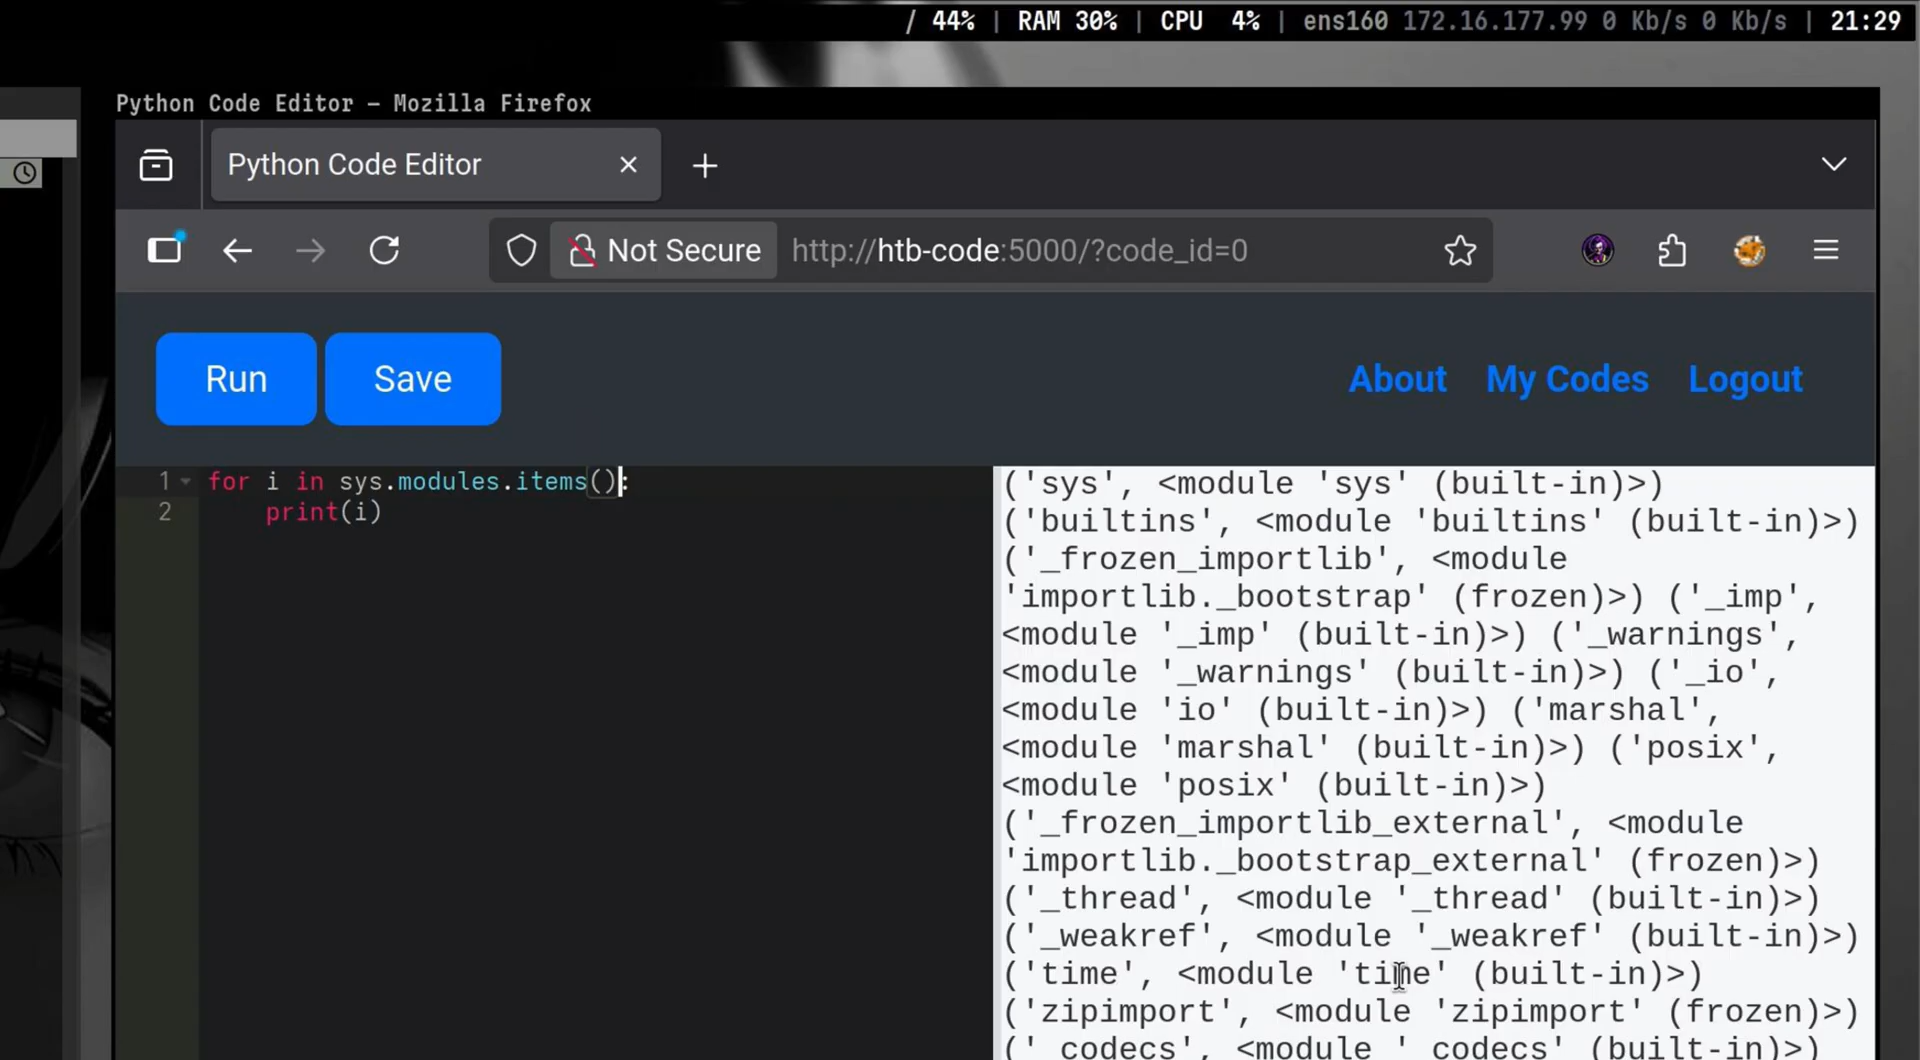 / 44% | RAM 30% | CPU 4% | ens160 172.16.177.99 0 Kb/s 0 Kb/s | 21:29
Python Code Editor — Mozilla Firefox
Python Code Editor
Not Secure http://htb-code:5000/?code_id=0
Run Save About My Codes Logout
1 for i in sys.modules.items():
2 print(i)
('sys', <module 'sys' (built-in)>)
('builtins', <module 'builtins' (built-in)>)
('_frozen_importlib', <module
'importlib._bootstrap' (frozen)>) ('_imp',
<module '_imp' (built-in)>) ('_warnings',
<module '_warnings' (built-in)>) ('_io',
<module 'io' (built-in)>) ('marshal',
<module 'marshal' (built-in)>) ('posix',
<module 'posix' (built-in)>)
('_frozen_importlib_external', <module
'importlib._bootstrap_external' (frozen)>)
('_thread', <module '_thread' (built-in)>)
('_weakref', <module '_weakref' (built-in)>)
('time', <module 'time' (built-in)>)
('zipimport', <module 'zipimport' (frozen)>)
('_codecs', <module '_codecs' (built-in)>)